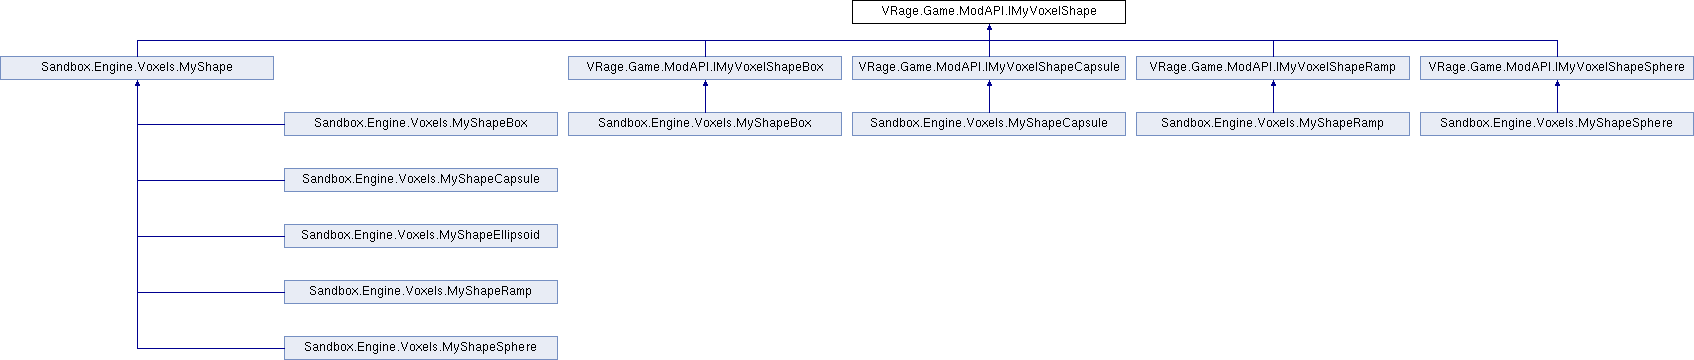 VRage.Game.ModAPI.IMyVoxelShape
Sandbox.Engine.Voxels.MyShape
VRage.Game.ModAPI.IMyVoxelShapeBox
VRage.Game.ModAPI.IMyVoxelShapeCapsule
VRage.Game.ModAPI.IMyVoxelShapeRamp
VRage.Game.ModAPI.IMyVoxelShapeSphere
Sandbox.Engine.Voxels.MyShapeBox
Sandbox.Engine.Voxels.MyShapeBox
Sandbox.Engine.Voxels.MyShapeCapsule
Sandbox.Engine.Voxels.MyShapeRamp
Sandbox.Engine.Voxels.MyShapeSphere
Sandbox.Engine.Voxels.MyShapeCapsule
Sandbox.Engine.Voxels.MyShapeEllipsoid
Sandbox.Engine.Voxels.MyShapeRamp
Sandbox.Engine.Voxels.MyShapeSphere